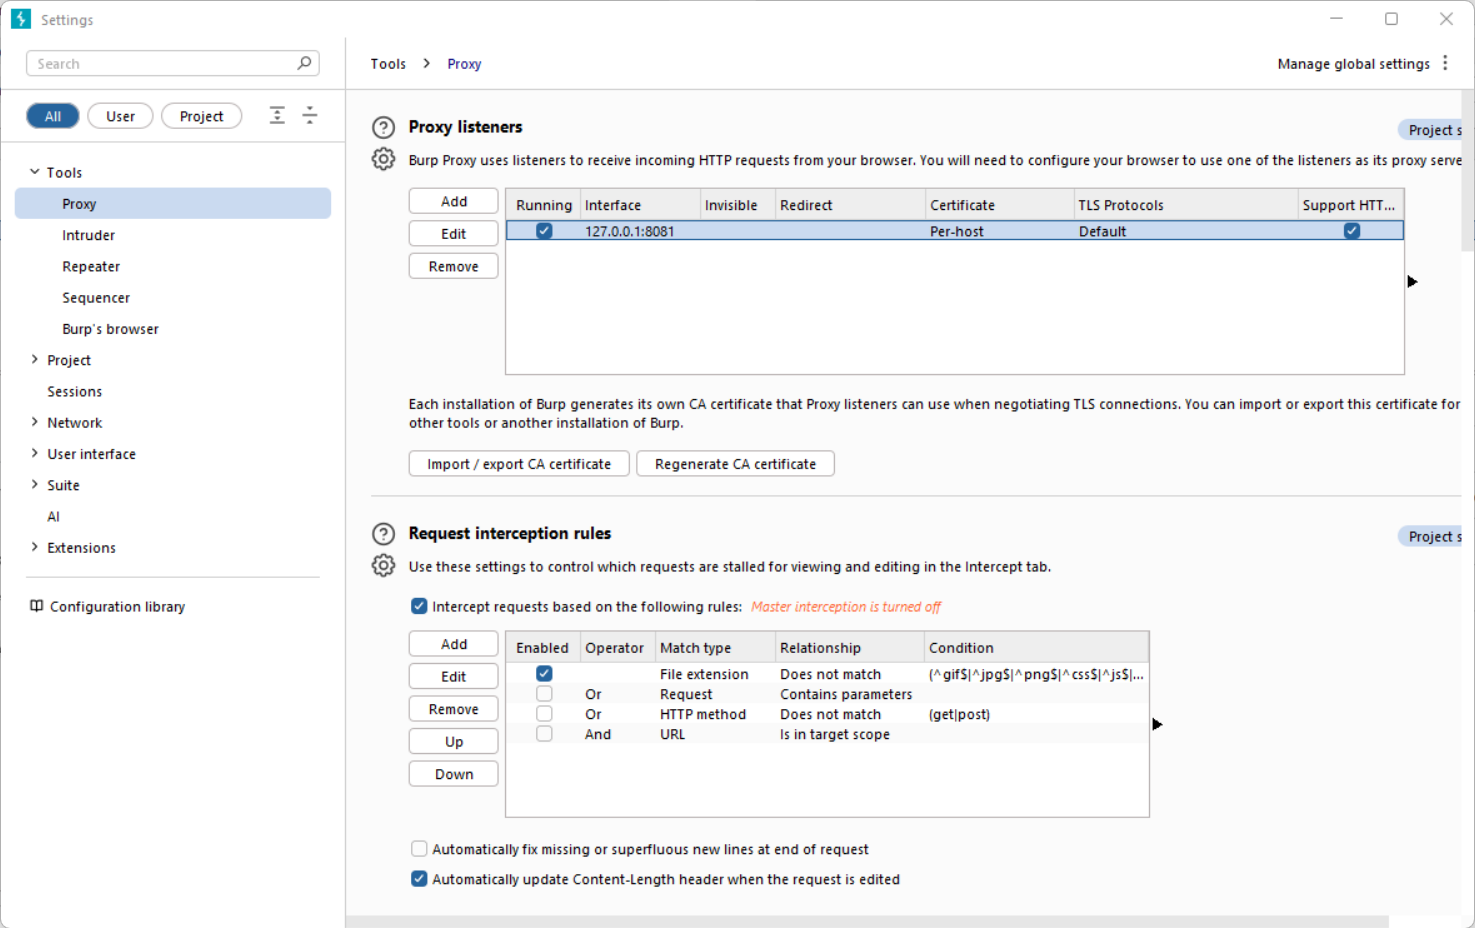 Settings
Search
Tools > Proxy
Manage global settings
All
User
Project
Tools
Proxy
Intruder
Repeater
Sequencer
Burp's browser
Project
Sessions
Network
User interface
Suite
AI
Extensions
Configuration library
Proxy listeners
Project s
Burp Proxy uses listeners to receive incoming HTTP requests from your browser. You will need to configure your browser to use one of the listeners as its proxy serve
Add
Edit
Remove
Running Interface Invisible Redirect Certificate TLS Protocols Support HTT...
127.0.0.1:8081 Per-host Default
Each installation of Burp generates its own CA certificate that Proxy listeners can use when negotiating TLS connections. You can import or export this certificate for
other tools or another installation of Burp.
Import / export CA certificate
Regenerate CA certificate
Request interception rules
Project s
Use these settings to control which requests are stalled for viewing and editing in the Intercept tab.
Intercept requests based on the following rules: Master interception is turned off
Add
Edit
Remove
Up
Down
Enabled Operator Match type Relationship Condition
File extension Does not match (^gif$|^jpg$|^png$|^css$|^js$|...
Or Request Contains parameters
Or HTTP method Does not match (get|post)
And URL Is in target scope
Automatically fix missing or superfluous new lines at end of request
Automatically update Content-Length header when the request is edited